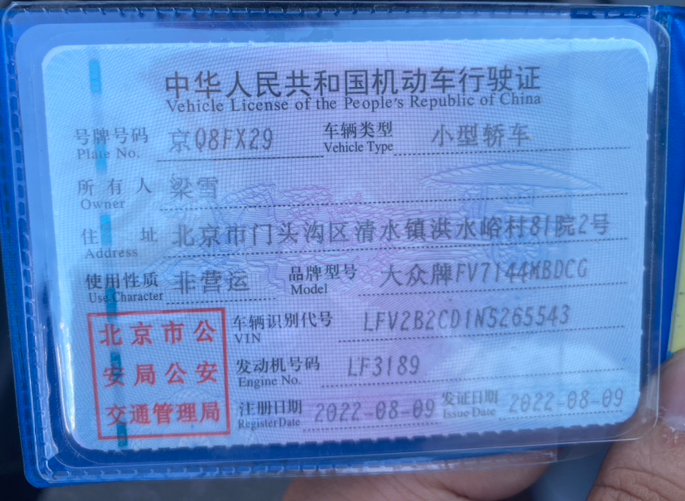 中华人民共和国机动车行驶证
Vehicle License of the People's Republic of China
号牌号码 京Q8FX29 车辆类型 小型轿车
Plate No. Vehicle Type
所有人 梁雪
Owner
住址 北京市门头沟区清水镇洪水峪村81院2号
Address
使用性质 非营运 品牌型号 大众牌FV7144MBDCG
Use Character Model
北京市公安局公安交通管理局
车辆识别代号 LFV2B2CD1N5265543
VIN
发动机号码 LF3189
Engine No.
注册日期 2022-08-09 发证日期 2022-08-09
Register Date Issue Date